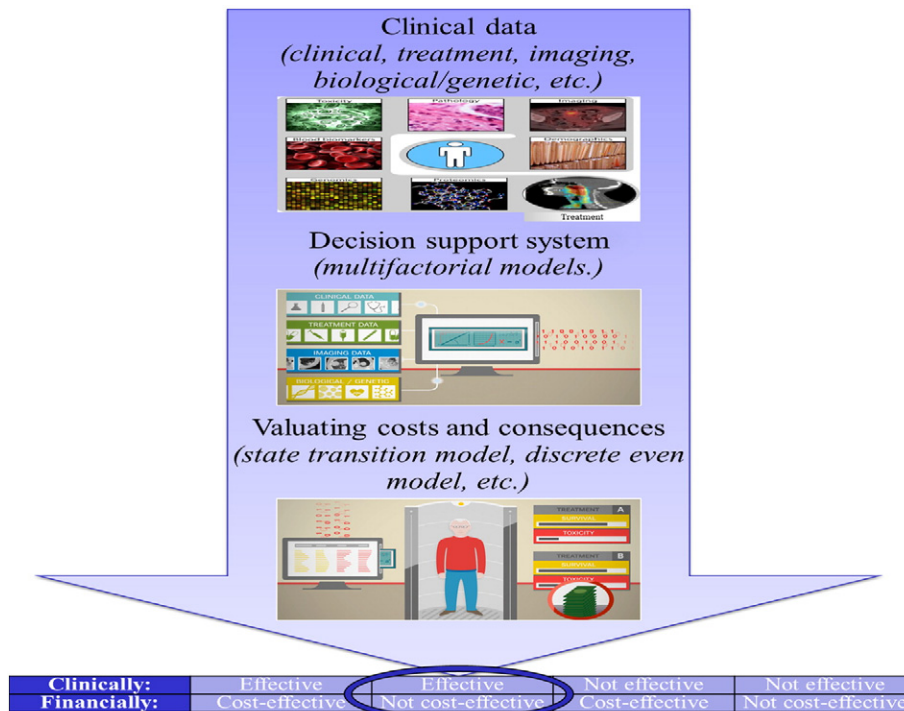 Clinical data
(clinical, treatment, imaging,
biological/genetic, etc.)
Toxicity Pathology Imaging
Blood biomarkers Demographics
Genomics Proteomics
Treatment
Decision support system
(multifactorial models.)
CLINICAL DATA
TREATMENT DATA
IMAGING DATA
BIOLOGICAL / GENETIC
Valuating costs and consequences
(state transition model, discrete even
model, etc.)
TREATMENT A
SURVIVAL
TOXICITY
TREATMENT B
SURVIVAL
TOXICITY
Clinically: Effective Effective Not effective Not effective
Financially: Cost-effective Not cost-effective Cost-effective Not cost-effective